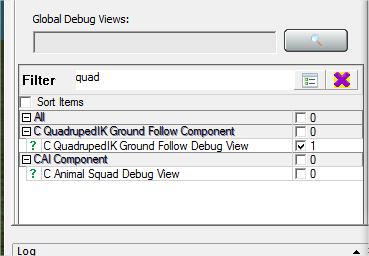 Global Debug Views:
Filter quad
Sort Items
All 0
C QuadrupedIK Ground Follow Component 0
? C QuadrupedIK Ground Follow Debug View 1
CAI Component 0
? C Animal Squad Debug View 0
Log